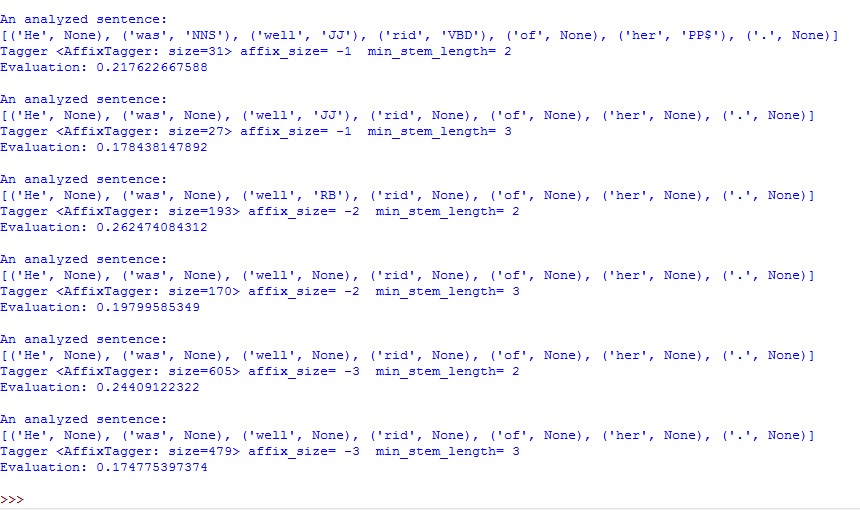 An analyzed sentence:
[('He', None), ('was', 'NNS'), ('well', 'JJ'), ('rid', 'VBD'), ('of', None), ('her', 'PP$'), ('.', None)]
Tagger <AffixTagger: size=31> affix_size= -1  min_stem_length= 2
Evaluation: 0.217622667588
An analyzed sentence:
[('He', None), ('was', None), ('well', 'JJ'), ('rid', None), ('of', None), ('her', None), ('.', None)]
Tagger <AffixTagger: size=27> affix_size= -1  min_stem_length= 3
Evaluation: 0.178438147892
An analyzed sentence:
[('He', None), ('was', None), ('well', 'RB'), ('rid', None), ('of', None), ('her', None), ('.', None)]
Tagger <AffixTagger: size=193> affix_size= -2  min_stem_length= 2
Evaluation: 0.262474084312
An analyzed sentence:
[('He', None), ('was', None), ('well', None), ('rid', None), ('of', None), ('her', None), ('.', None)]
Tagger <AffixTagger: size=170> affix_size= -2  min_stem_length= 3
Evaluation: 0.19799585349
An analyzed sentence:
[('He', None), ('was', None), ('well', None), ('rid', None), ('of', None), ('her', None), ('.', None)]
Tagger <AffixTagger: size=605> affix_size= -3  min_stem_length= 2
Evaluation: 0.24409122322
An analyzed sentence:
[('He', None), ('was', None), ('well', None), ('rid', None), ('of', None), ('her', None), ('.', None)]
Tagger <AffixTagger: size=479> affix_size= -3  min_stem_length= 3
Evaluation: 0.174775397374
>>>